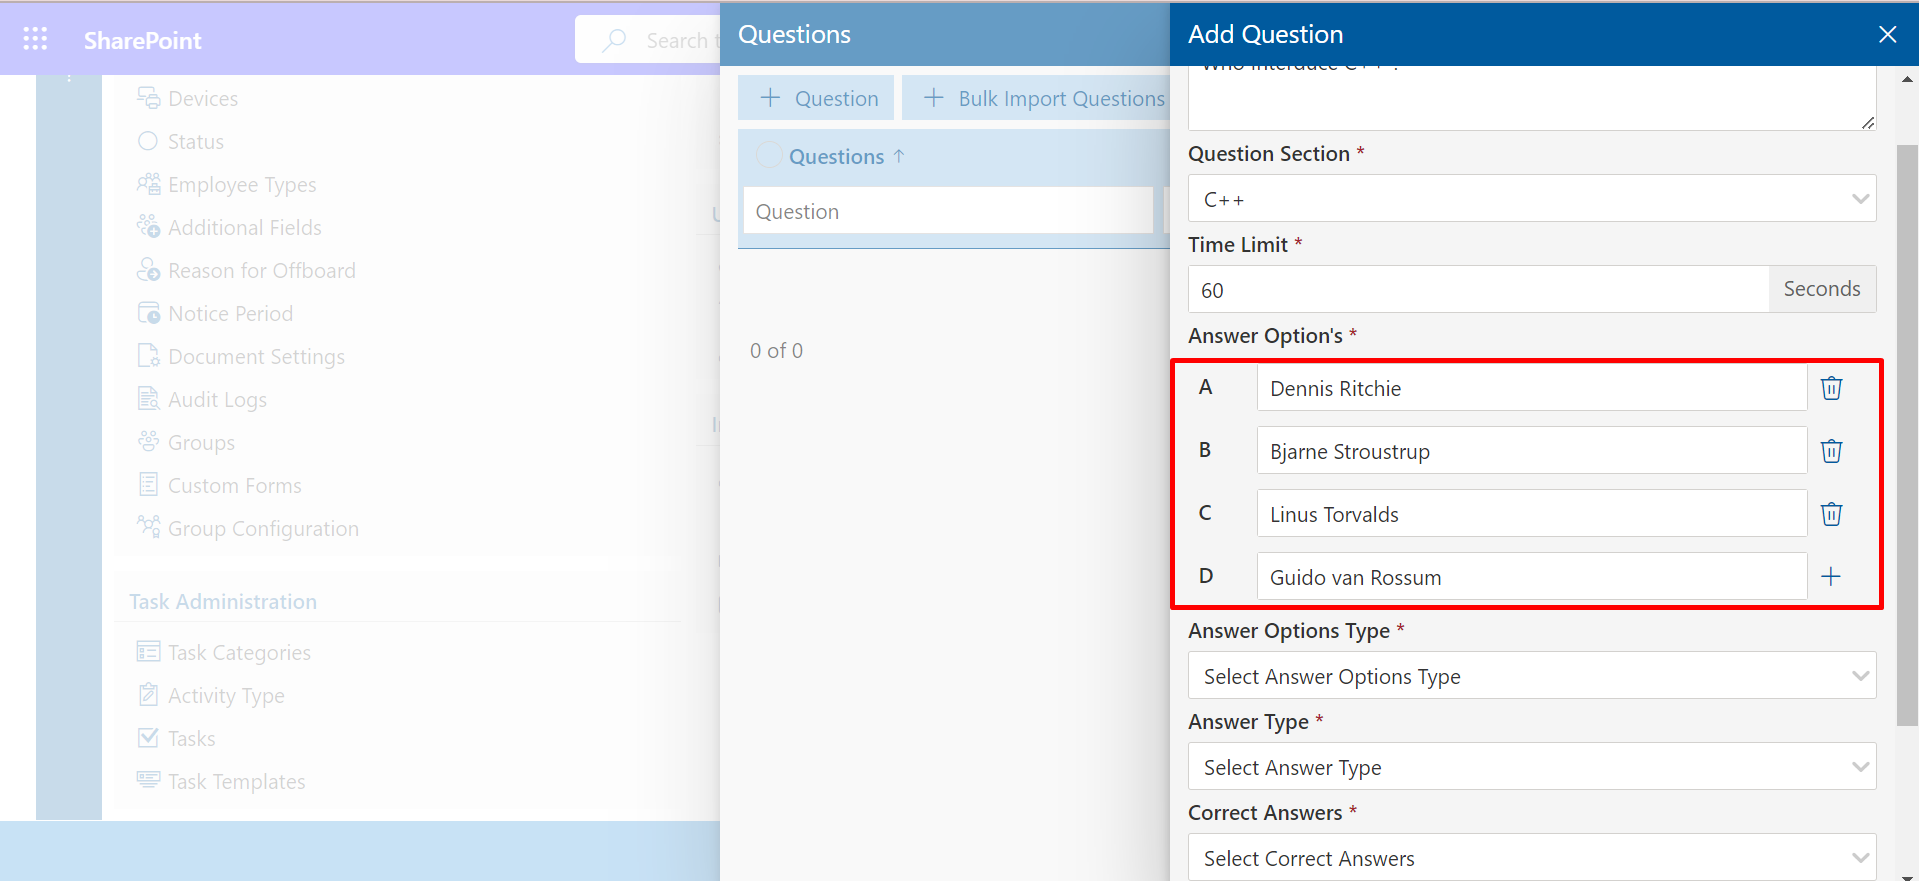 SharePoint
Search t
Devices
Status
Employee Types
Additional Fields
Reason for Offboard
Notice Period
Document Settings
Audit Logs
Groups
Custom Forms
Group Configuration
Task Administration
Task Categories
Activity Type
Tasks
Task Templates
Questions
Question
Bulk Import Questions
Questions ↑
Question
0 of 0
Add Question
Question Section *
C++
Time Limit *
60
Seconds
Answer Option's *
A
Dennis Ritchie
B
Bjarne Stroustrup
C
Linus Torvalds
D
Guido van Rossum
Answer Options Type *
Select Answer Options Type
Answer Type *
Select Answer Type
Correct Answers *
Select Correct Answers